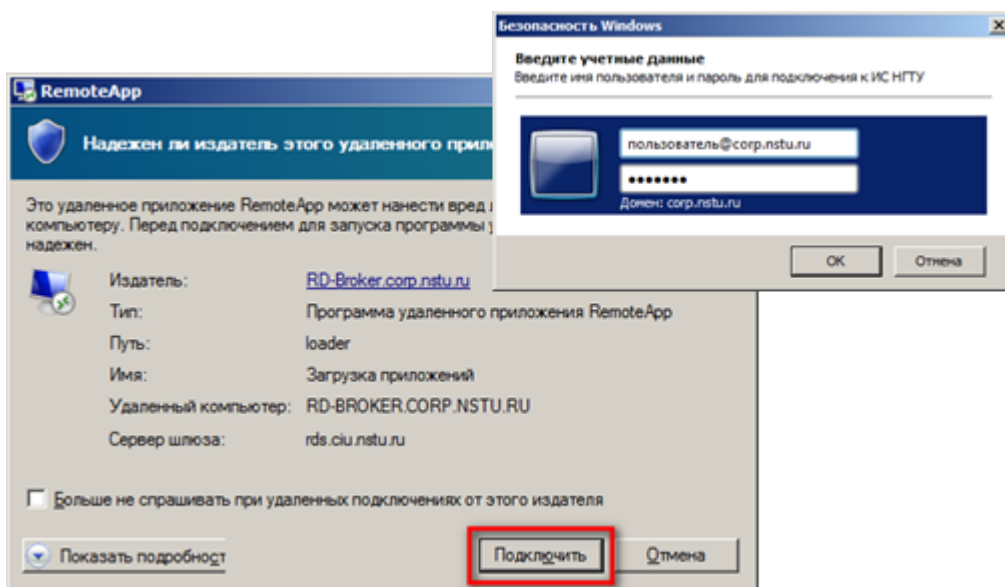 Безопасность Windows
Введите учетные данные
Введите имя пользователя и пароль для подключения к ИС НГТУ
пользователь@corp.nstu.ru
•••••••
Домен: corp.nstu.ru
OK
Отмена
RemoteApp
Надежен ли издатель этого удаленного
Это удаленное приложение RemoteApp может нанести вред
компьютеру. Перед подключением для запуска программы
надежен.
Издатель: RD-Broker.corp.nstu.ru
Тип: Программа удаленного приложения RemoteApp
Путь: loader
Имя: Загрузка приложений
Удаленный компьютер: RD-BROKER.CORP.NSTU.RU
Сервер шлюза: rds.ciu.nstu.ru
Больше не спрашивать при удаленных подключениях от этого издателя
Показать подробност
Подключить
Отмена